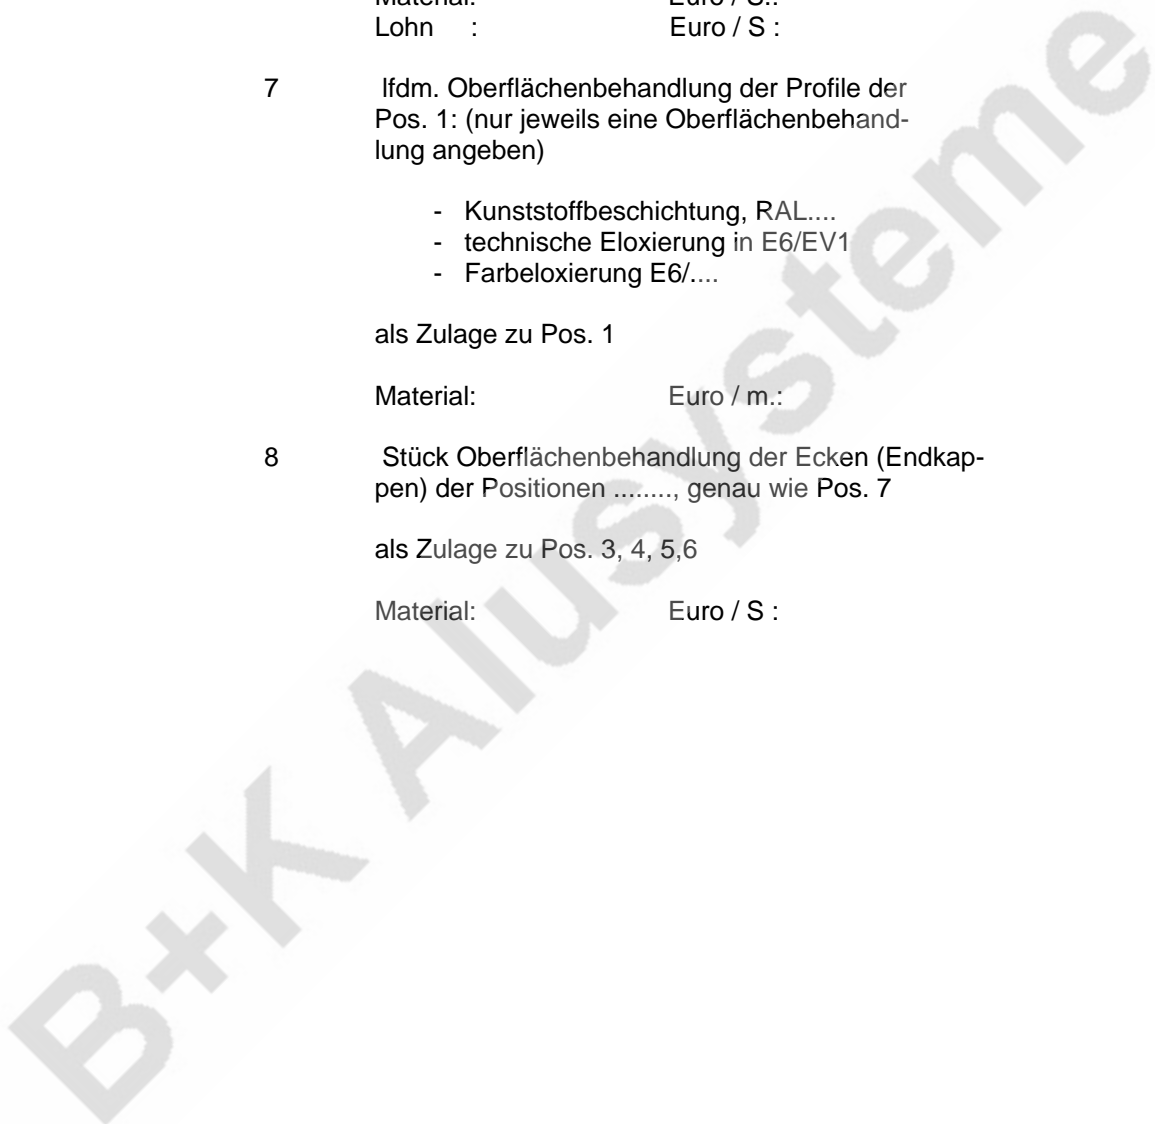 Material: Euro / S.:
Lohn : Euro / S :
7 lfdm. Oberflächenbehandlung der Profile der
Pos. 1: (nur jeweils eine Oberflächenbehand-
lung angeben)
- Kunststoffbeschichtung, RAL....
- technische Eloxierung in E6/EV1
- Farbeloxierung E6/....
als Zulage zu Pos. 1
Material: Euro / m.:
8 Stück Oberflächenbehandlung der Ecken (Endkap-
pen) der Positionen ........, genau wie Pos. 7
als Zulage zu Pos. 3, 4, 5,6
Material: Euro / S :
B+K Alusysteme